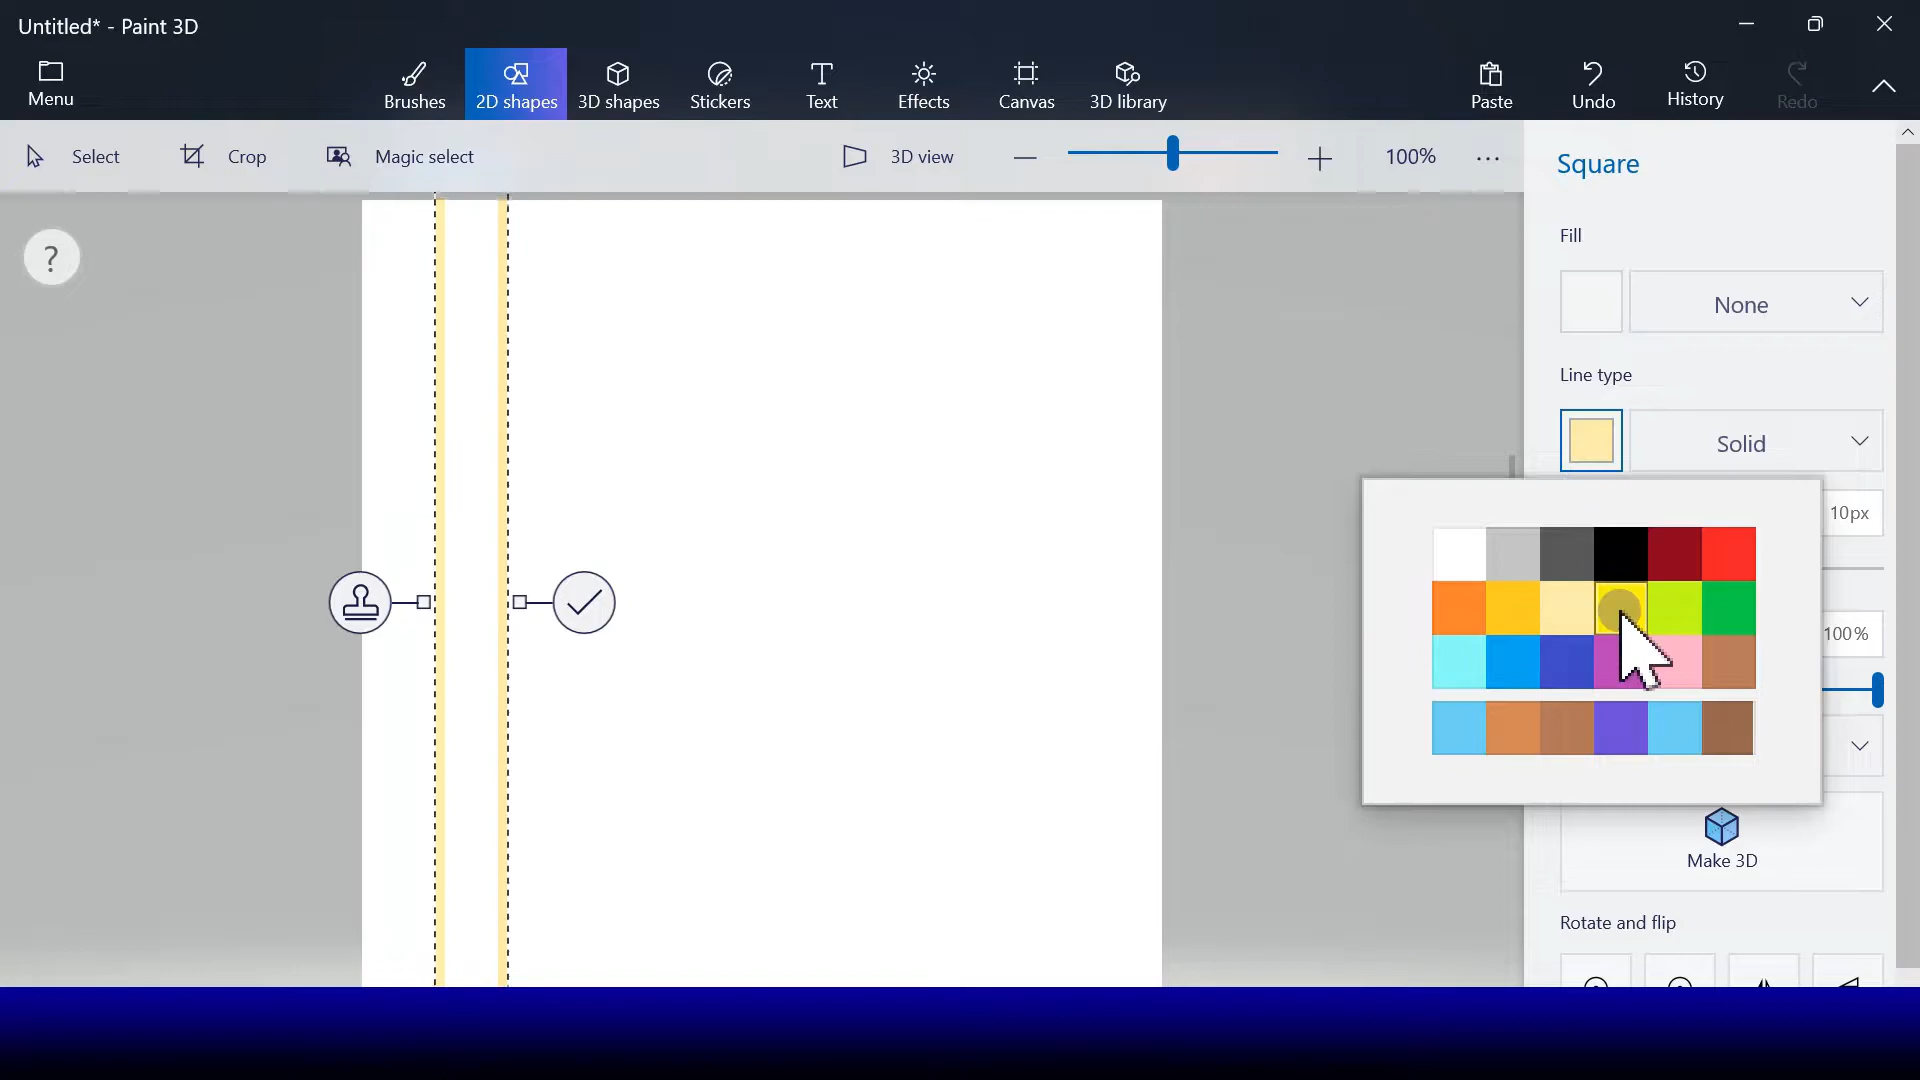 Untitled* - Paint 3D
Menu
Brushes
2D shapes
3D shapes
Stickers
Text
Effects
Canvas
3D library
Paste
Undo
History
Redo
Select
Crop
Magic select
3D view
100%
Square
?
Fill
None
Line type
Solid
10px
100%
Make 3D
Rotate and flip